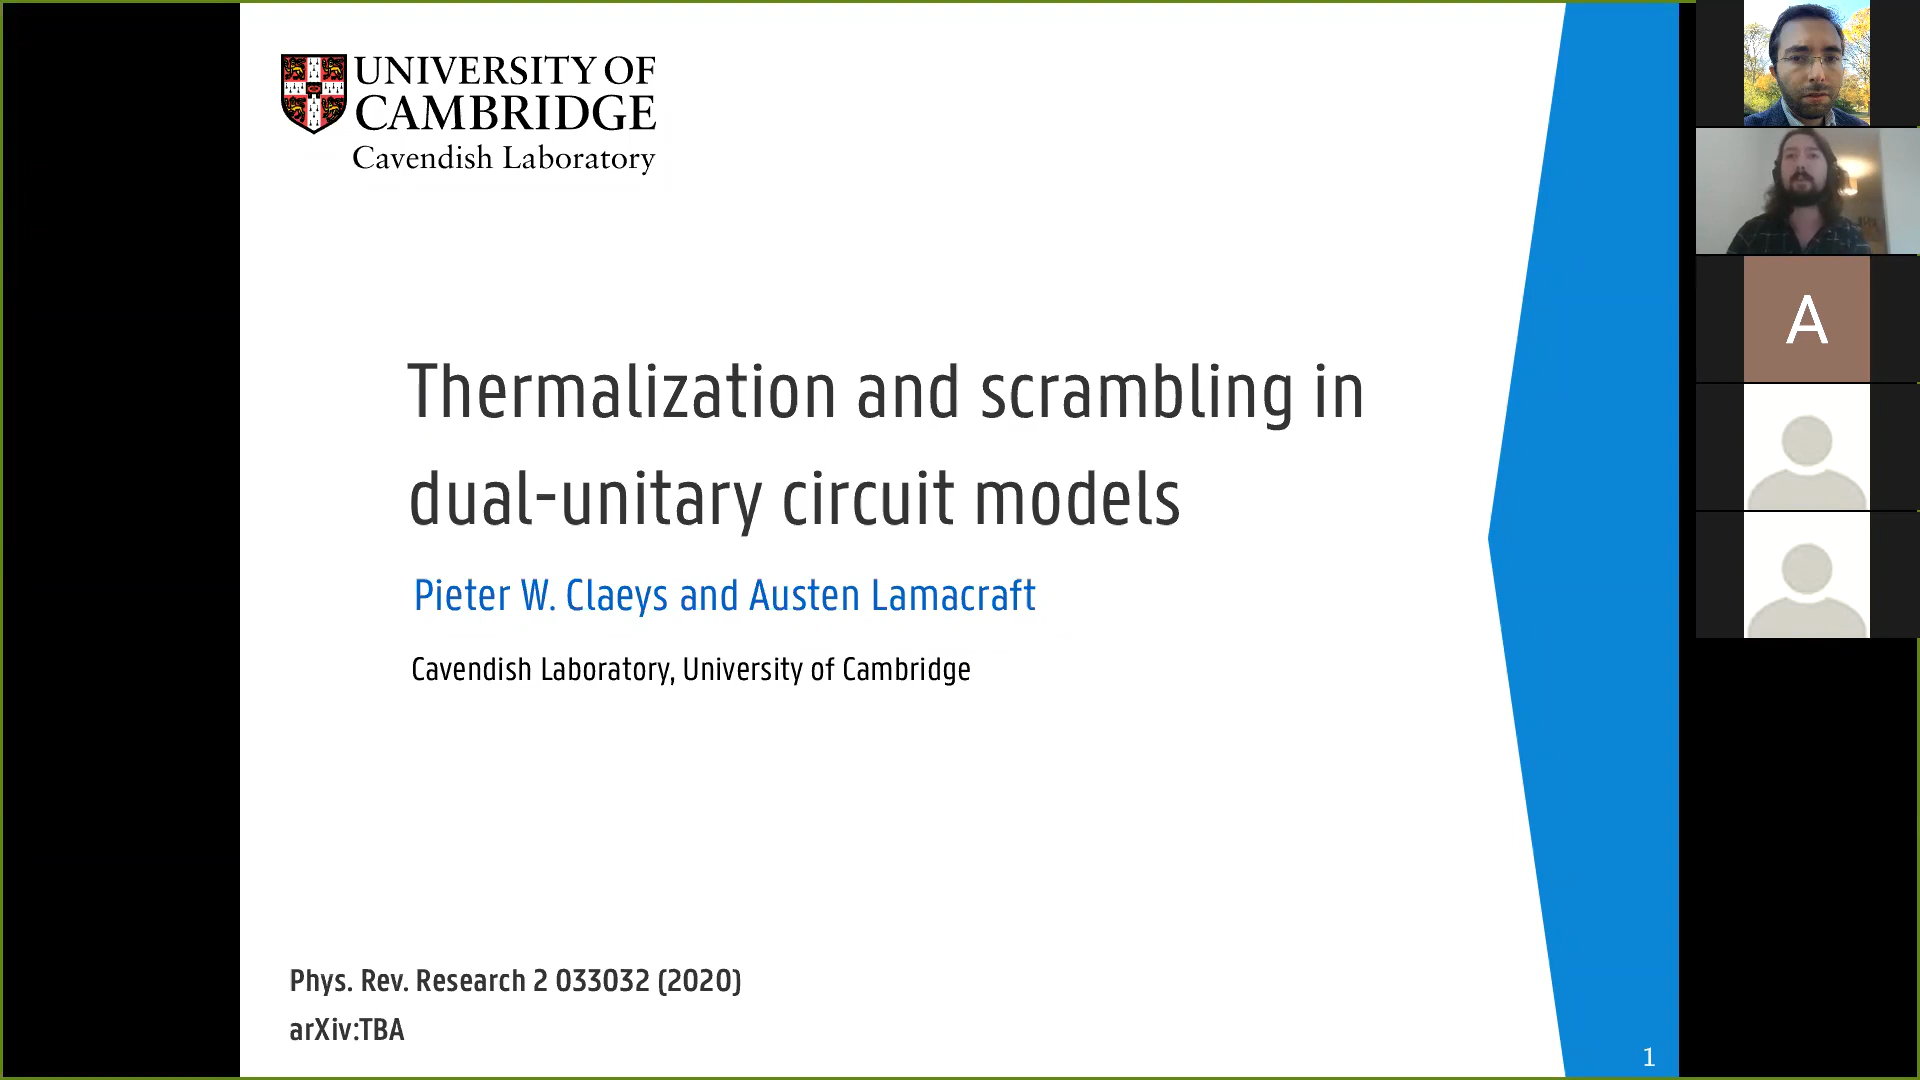 UNIVERSITY OF
CAMBRIDGE
Cavendish Laboratory
Thermalization and scrambling in
dual-unitary circuit models
Pieter W. Claeys and Austen Lamacraft
Cavendish Laboratory, University of Cambridge
Phys. Rev. Research 2 033032 (2020)
arXiv:TBA
1
A